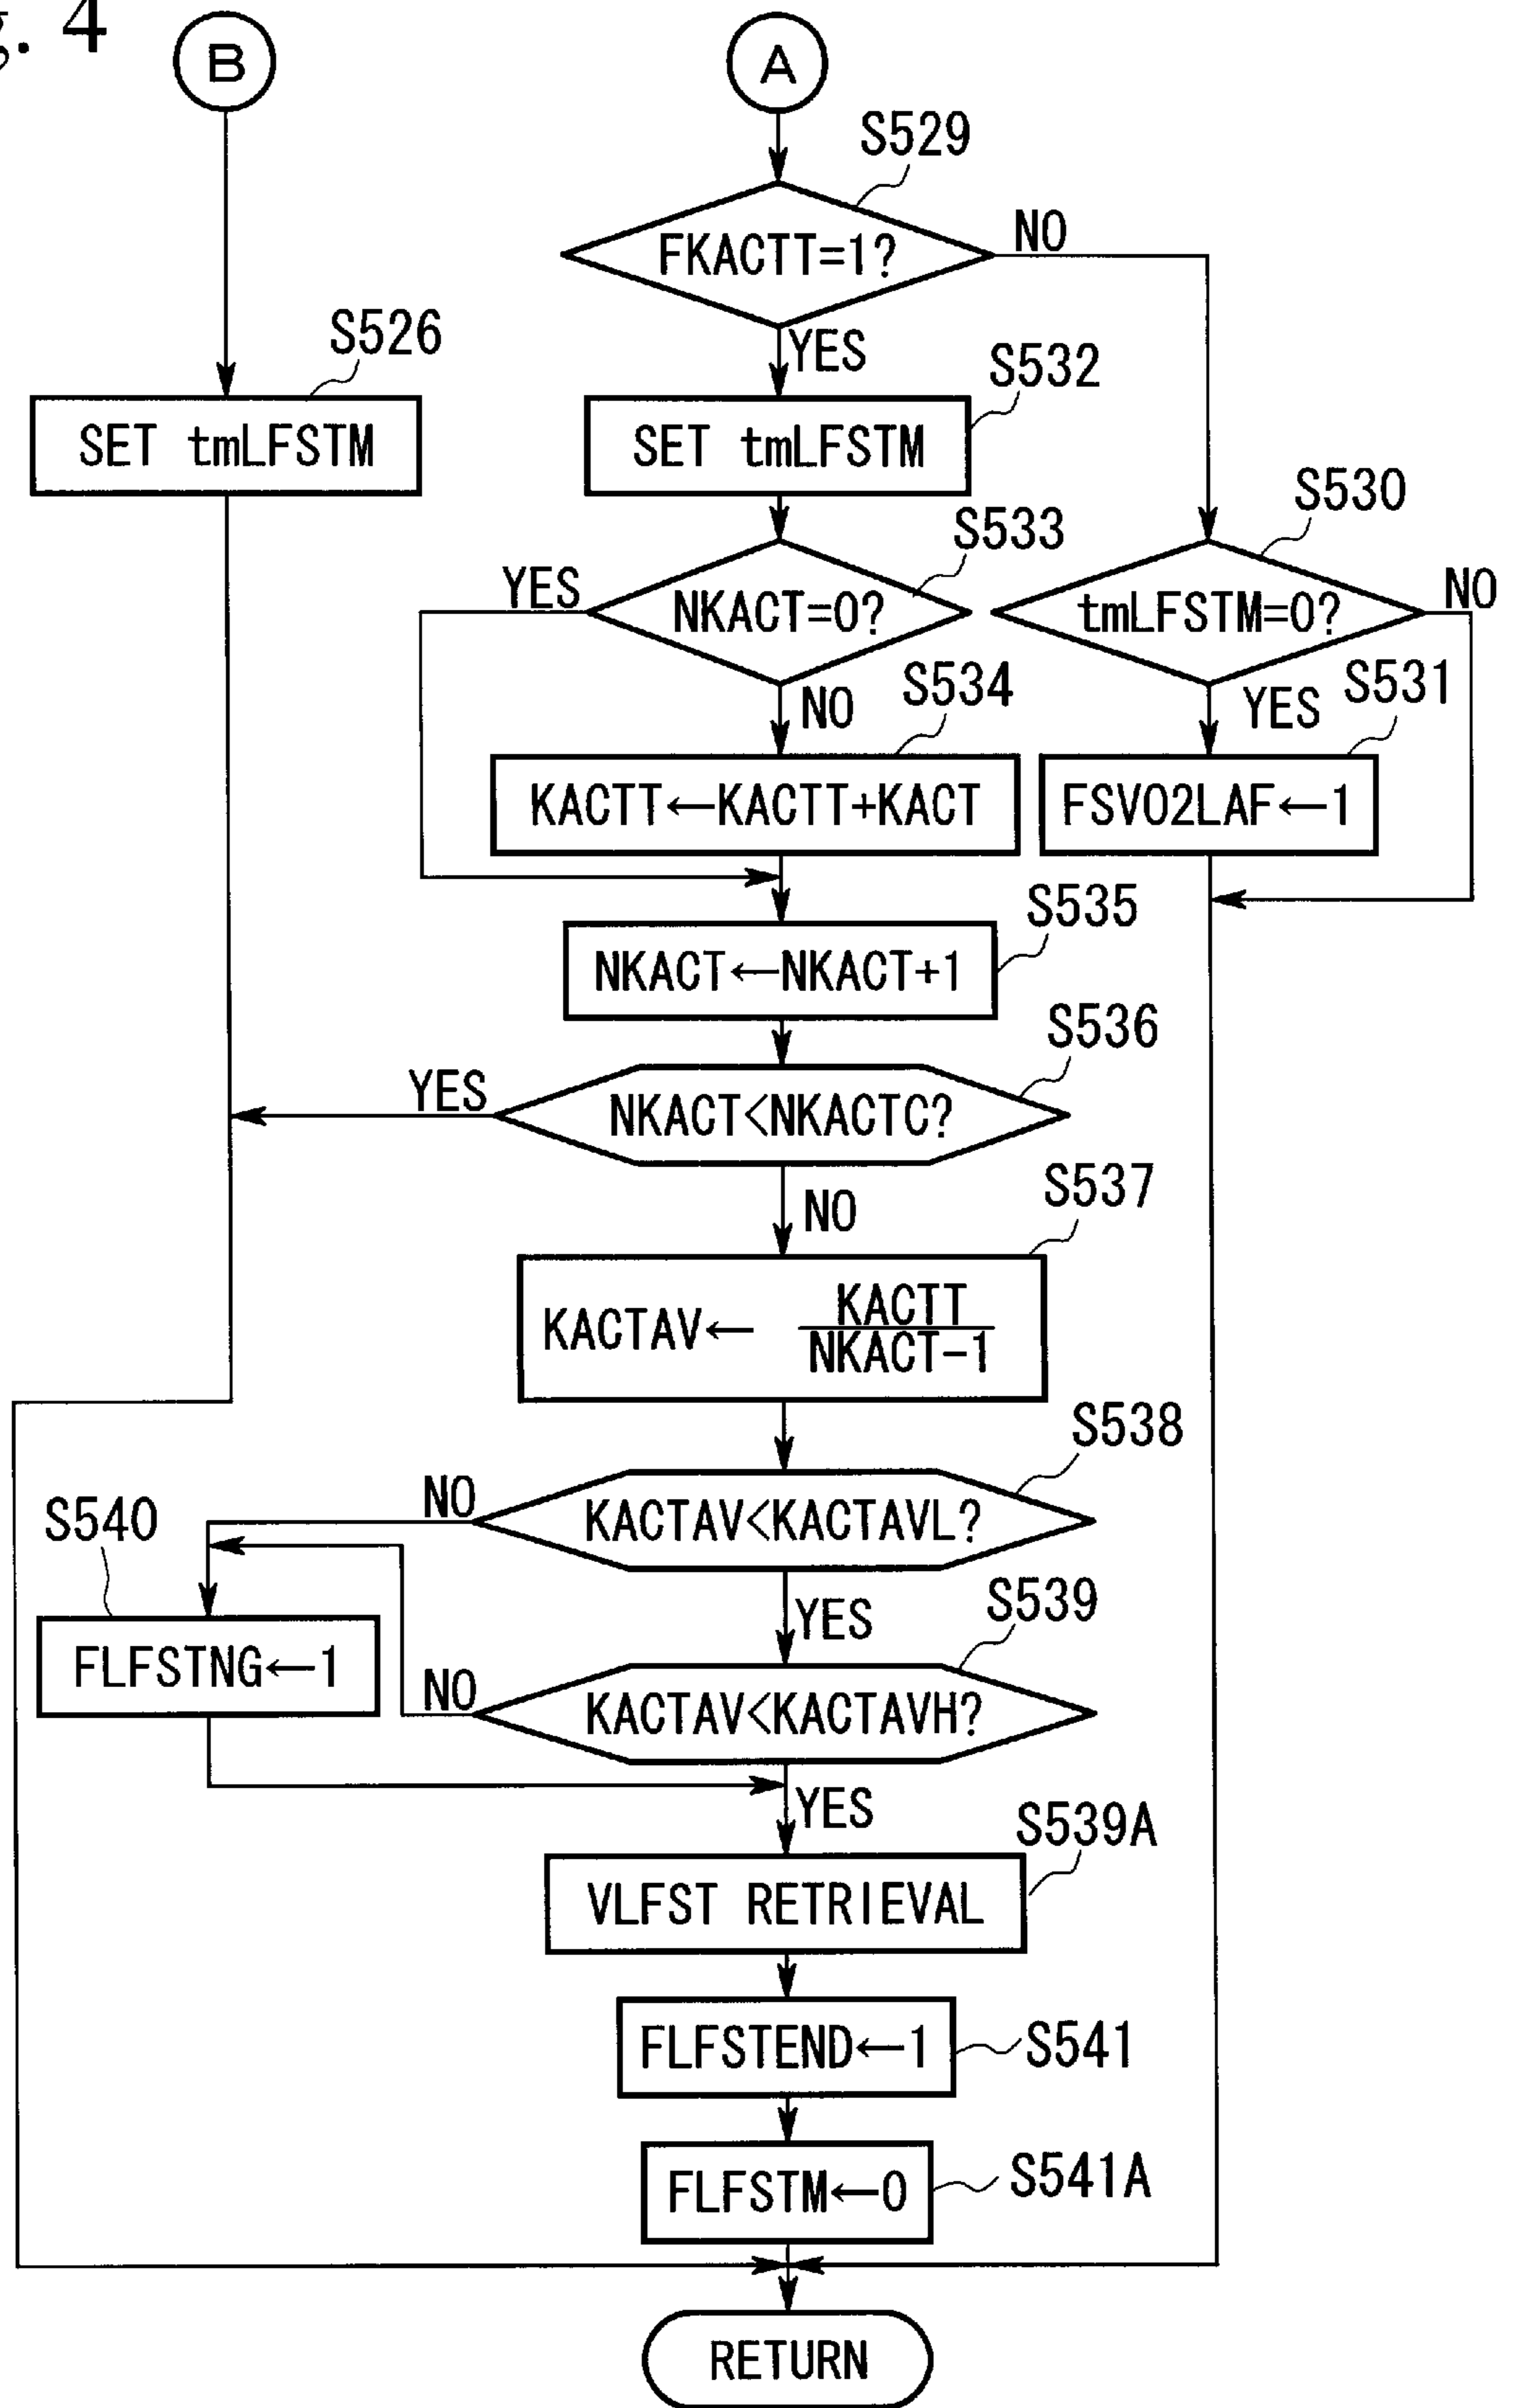 g. 4
B
A
S529
FKACTT=1?
NO
YES
S526
SET tmLFSTM
S532
SET tmLFSTM
S533
NKACT=0?
YES
NO
S530
tmLFSTM=0?
NO
YES
S534
KACTT←KACTT+KACT
S531
FSVO2LAF←1
S535
NKACT←NKACT+1
S536
NKACT<NKACTC?
YES
NO
S537
KACTAV← KACTT
NKACT-1
S538
KACTAV<KACTAVL?
NO
YES
S540
FLFSTNG←1
S539
KACTAV<KACTAVH?
NO
YES
S539A
VLFST RETRIEVAL
FLFSTEND←1
S541
FLFSTM←0
S541A
RETURN